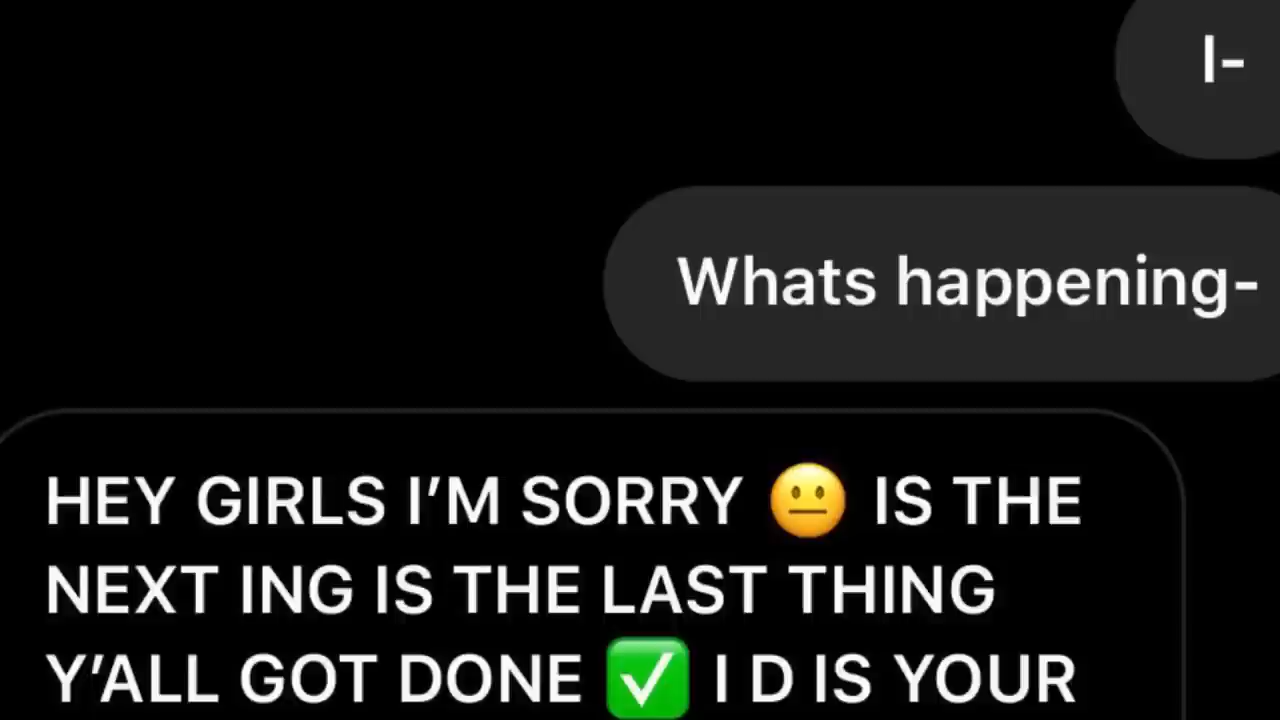 I-
Whats happening-
HEY GIRLS I'M SORRY 😐 IS THE
NEXT ING IS THE LAST THING
Y'ALL GOT DONE ✅ I D IS YOUR